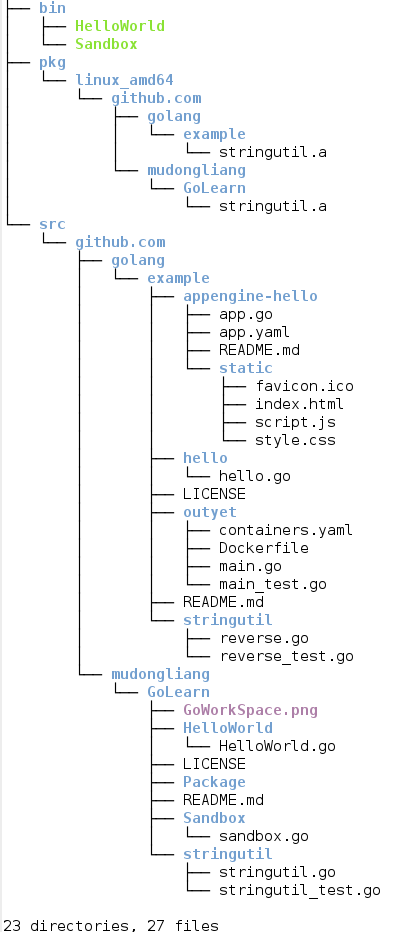 bin
HelloWorld
Sandbox
pkg
linux_amd64
github.com
golang
example
stringutil.a
mudongliang
GoLearn
stringutil.a
src
github.com
golang
example
appengine-hello
app.go
app.yaml
README.md
static
favicon.ico
index.html
script.js
style.css
hello
hello.go
LICENSE
outyet
containers.yaml
Dockerfile
main.go
main_test.go
README.md
stringutil
reverse.go
reverse_test.go
mudongliang
GoLearn
GoWorkSpace.png
HelloWorld
HelloWorld.go
LICENSE
Package
README.md
Sandbox
sandbox.go
stringutil
stringutil.go
stringutil_test.go
23 directories, 27 files